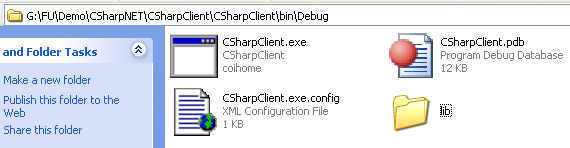 G:\FU\Demo\CSharpNET\CSharpClient\CSharpClient\bin\Debug
and Folder Tasks
Make a new folder
Publish this folder to the
Web
Share this folder
CSharpClient.exe
CSharpClient
coihome
CSharpClient.pdb
Program Debug Database
12 KB
CSharpClient.exe.config
XML Configuration File
1 KB
lib